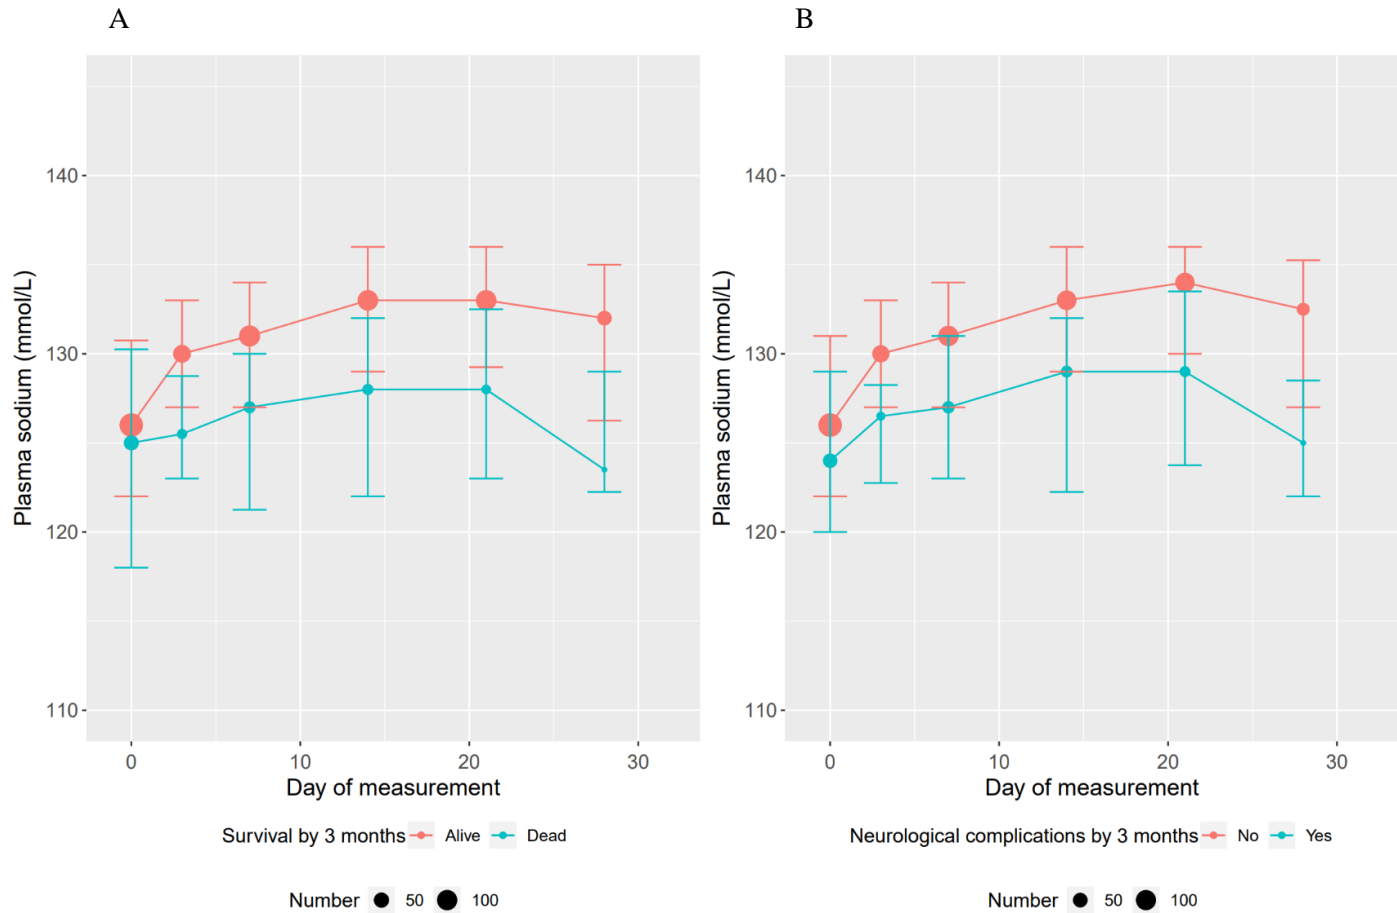 A
B
Plasma sodium (mmol/L)
140
130
120
110
0
10
20
30
Day of measurement
Survival by 3 months Alive Dead
Number 50 100
Plasma sodium (mmol/L)
140
130
120
110
0
10
20
30
Day of measurement
Neurological complications by 3 months No Yes
Number 50 100